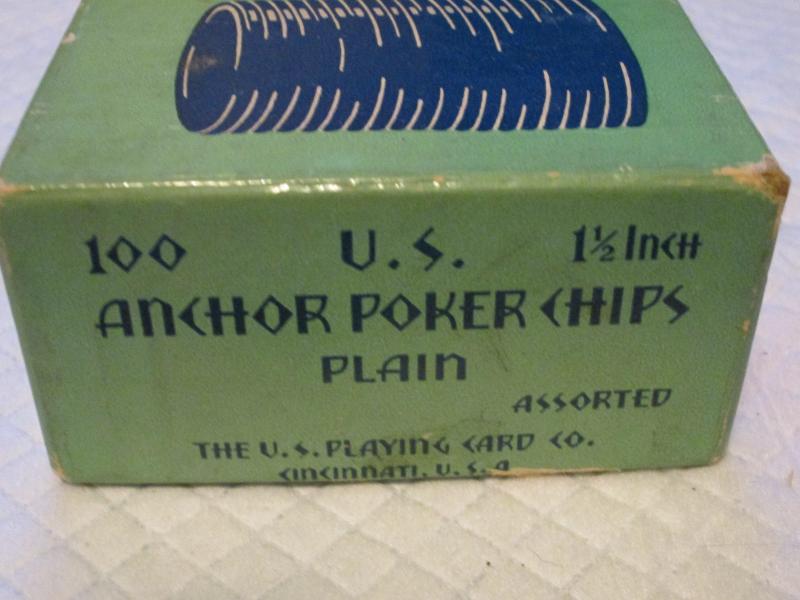 100 U.S. 1½ INCH
ANCHOR POKER CHIPS
PLAIN
ASSORTED
THE U.S. PLAYING CARD CO.
CINCINNATI, U.S.A